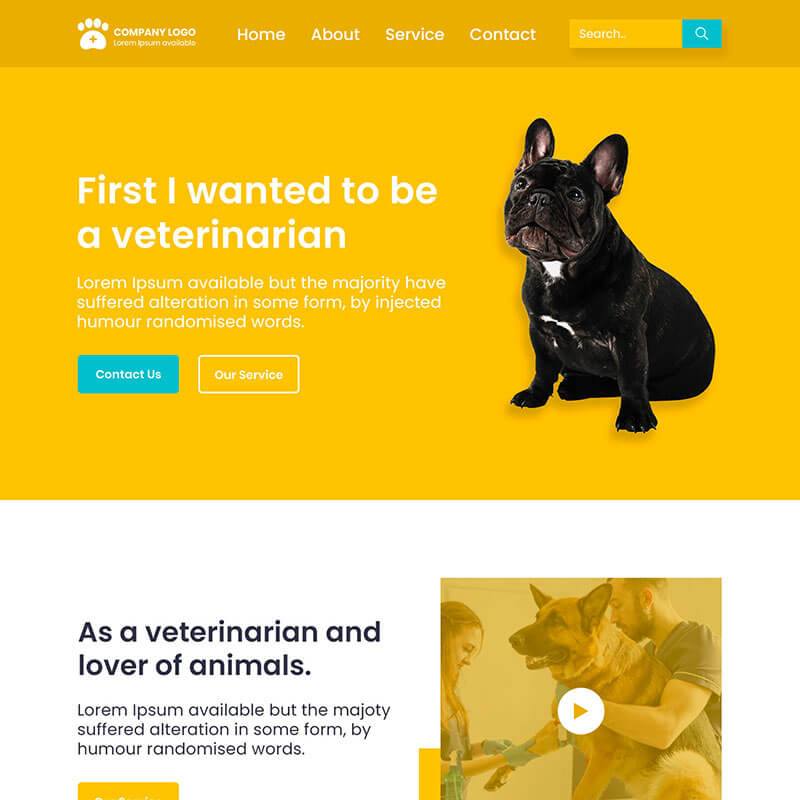 COMPANY LOGO
Lorem Ipsum available
Home About Service Contact
Search..
First I wanted to be
a veterinarian
Lorem Ipsum available but the majority have
suffered alteration in some form, by injected
humour randomised words.
Contact Us
Our Service
As a veterinarian and
lover of animals.
Lorem Ipsum available but the majoty
suffered alteration in some form, by
humour randomised words.
Our Service